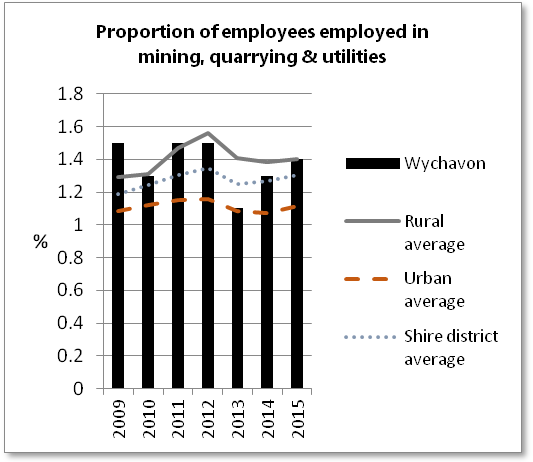 Proportion of employees employed in
mining, quarrying & utilities
1.8
1.6
1.4
1.2
1
0.8
0.6
0.4
0.2
0
%
2009
2010
2011
2012
2013
2014
2015
Wychavon
Rural
average
Urban
average
Shire district
average